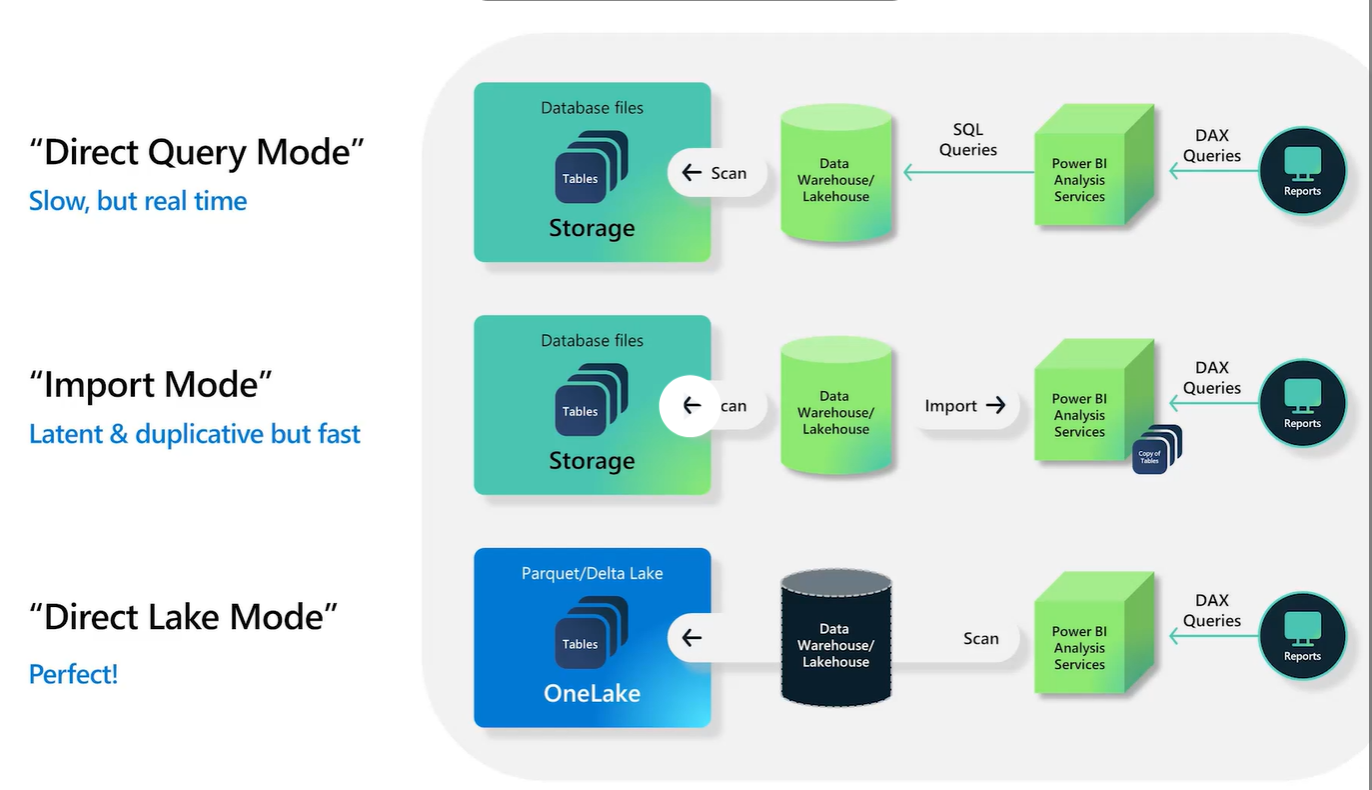 “Direct Query Mode”
Slow, but real time
Database files
Tables
Storage
Scan
Data
Warehouse/
Lakehouse
SQL
Queries
Power BI
Analysis
Services
DAX
Queries
Reports
“Import Mode”
Latent & duplicative but fast
Database files
Tables
Storage
can
Data
Warehouse/
Lakehouse
Import
Power BI
Analysis
Services
Copy of
Tables
DAX
Queries
Reports
“Direct Lake Mode”
Perfect!
Parquet/Delta Lake
Tables
OneLake
Data
Warehouse/
Lakehouse
Scan
Power BI
Analysis
Services
DAX
Queries
Reports